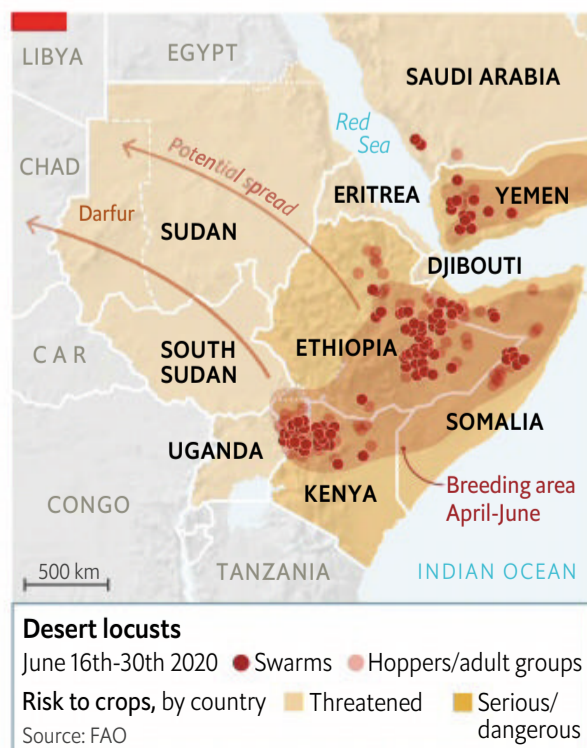 LIBYA
EGYPT
SAUDI ARABIA
Red
Sea
CHAD
Potential spread
ERITREA
YEMEN
Darfur
SUDAN
DJIBOUTI
CAR
SOUTH
SUDAN
ETHIOPIA
SOMALIA
UGANDA
KENYA
Breeding area
April-June
CONGO
500 km
TANZANIA
INDIAN OCEAN
Desert locusts
June 16th-30th 2020 Swarms Hoppers/adult groups
Risk to crops, by country Threatened Serious/
dangerous
Source: FAO